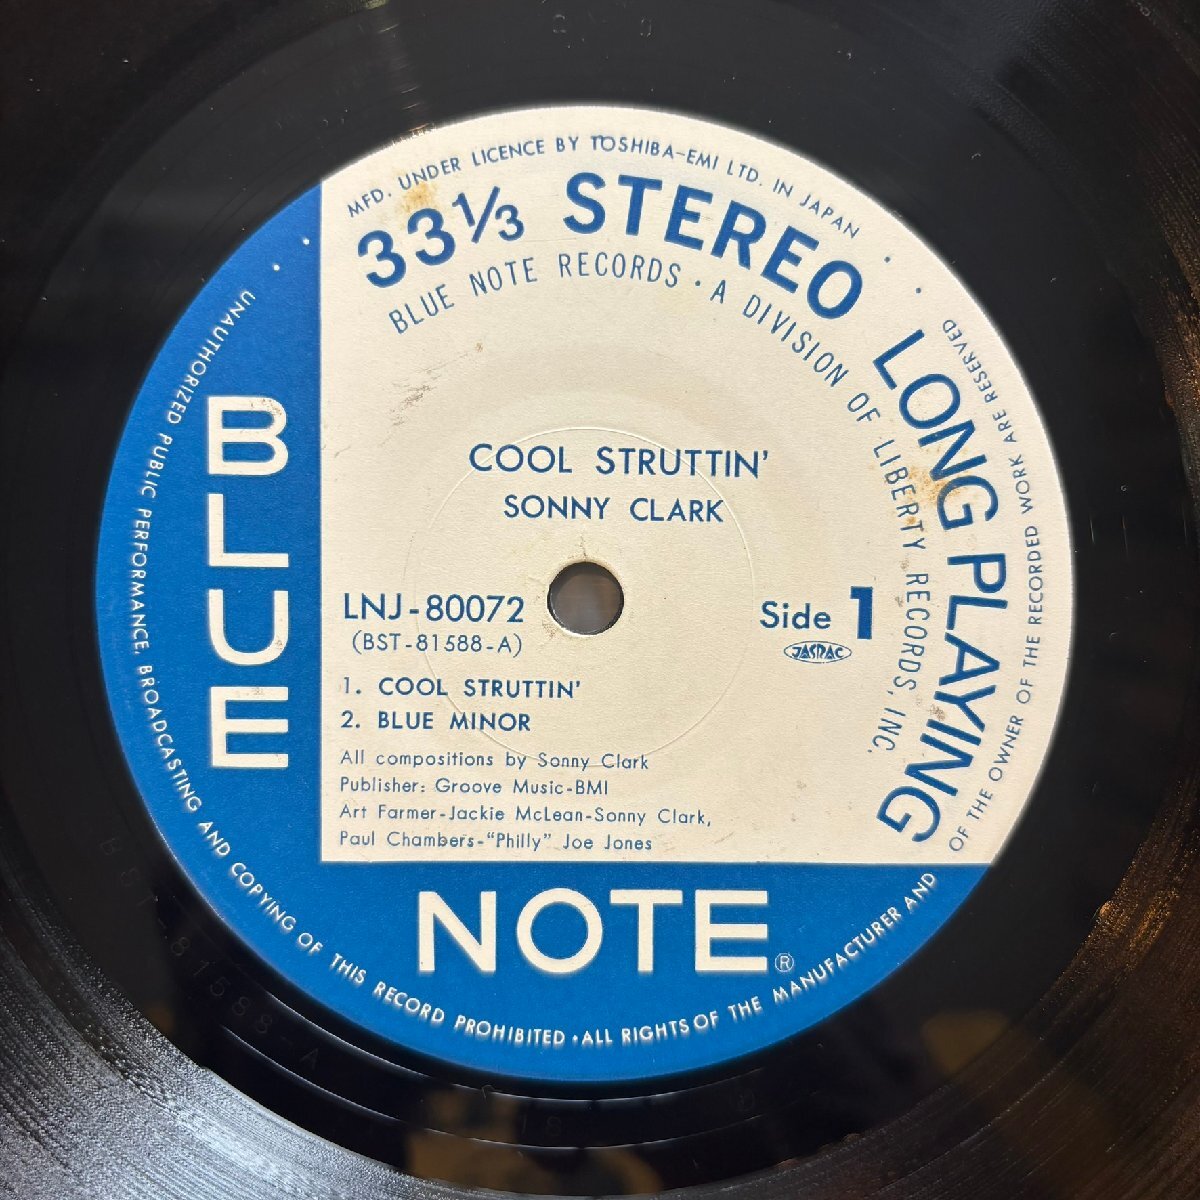 MFD. UNDER LICENCE BY TOSHIBA-EMI LTD. IN JAPAN
33⅓ STEREO LONG PLAYING
BLUE NOTE RECORDS · A DIVISION OF LIBERTY RECORDS, INC.
COOL STRUTTIN'
SONNY CLARK
LNJ-80072
(BST-81588-A)
Side 1
JASRAC
1. COOL STRUTTIN'
2. BLUE MINOR
All compositions by Sonny Clark
Publisher: Groove Music-BMI
Art Farmer-Jackie McLean-Sonny Clark,
Paul Chambers-"Philly" Joe Jones
BLUE
NOTE®
UNAUTHORIZED PUBLIC PERFORMANCE, BROADCASTING AND COPYING OF THIS RECORD PROHIBITED · ALL RIGHTS OF THE MANUFACTURER AND OF THE OWNER OF THE RECORDED WORK ARE RESERVED
BST-81588-A